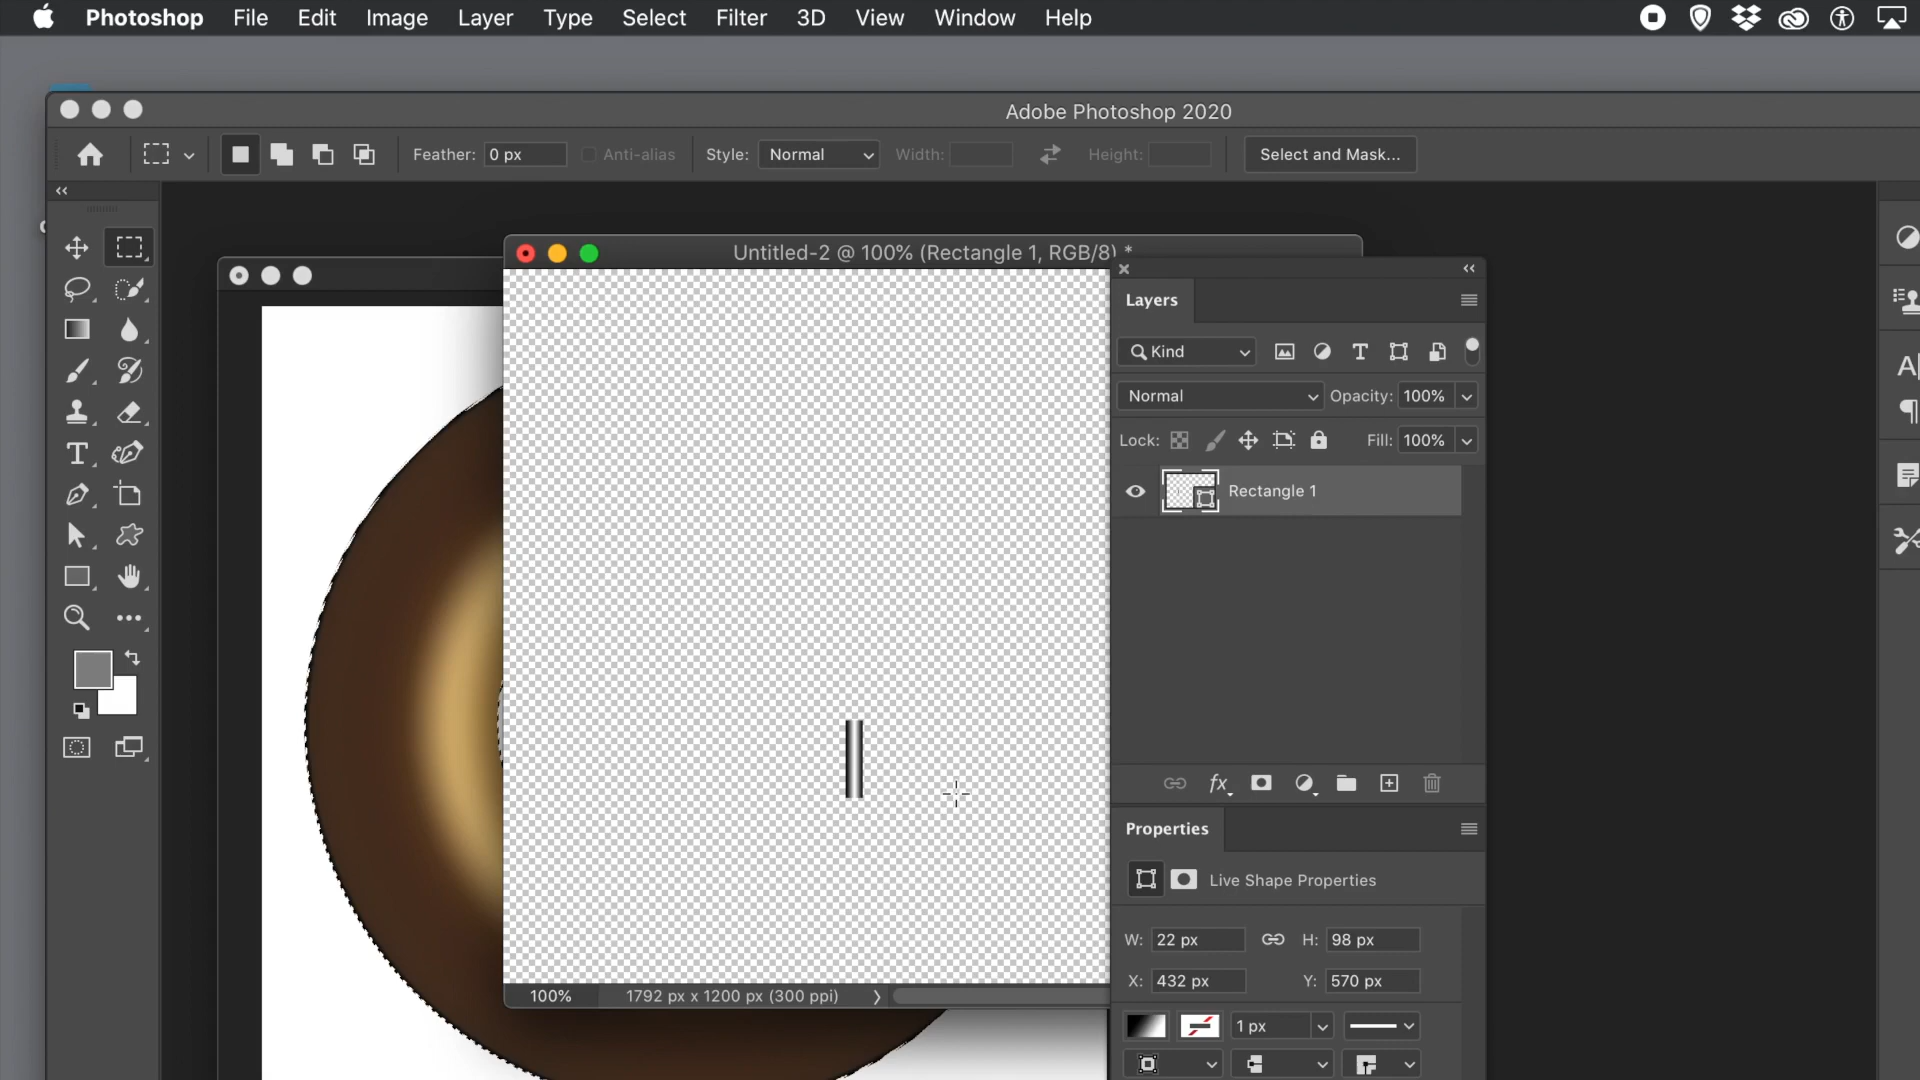 Photoshop File Edit Image Layer Type Select Filter 3D View Window Help
Adobe Photoshop 2020
Feather: 0 px Anti-alias Style: Normal Width: Height: Select and Mask...
Untitled-2 @ 100% (Rectangle 1, RGB/8) *
Layers
Kind
Normal Opacity: 100%
Lock: Fill: 100%
Rectangle 1
fx
Properties
Live Shape Properties
W: 22 px H: 98 px
X: 432 px Y: 570 px
100% 1792 px x 1200 px (300 ppi)
1 px